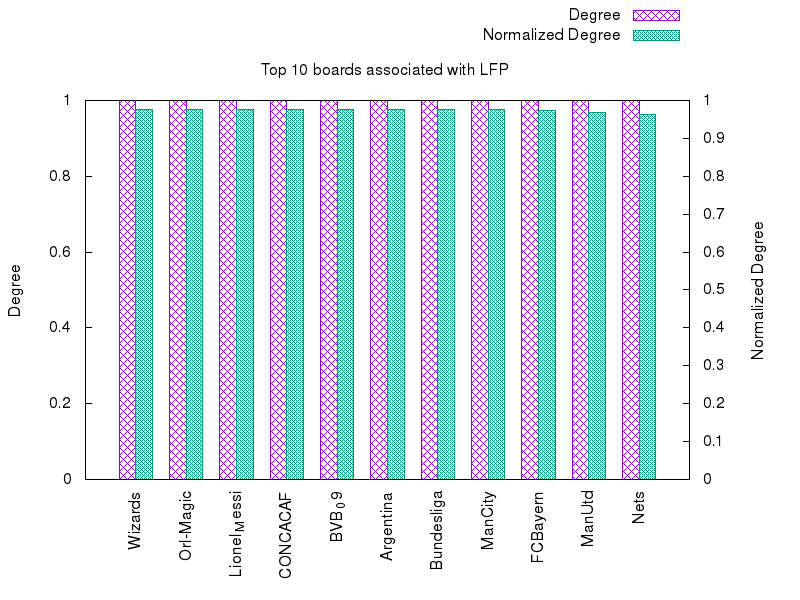 Degree
Normalized Degree
Top 10 boards associated with LFP
1
0.8
0.6
0.4
0.2
0
Degree
1
0.9
0.8
0.7
0.6
0.5
0.4
0.3
0.2
0.1
0
Normalized Degree
Wizards
Orl-Magic
LionelMessi
CONCACAF
BVB09
Argentina
Bundesliga
ManCity
FCBayern
ManUtd
Nets